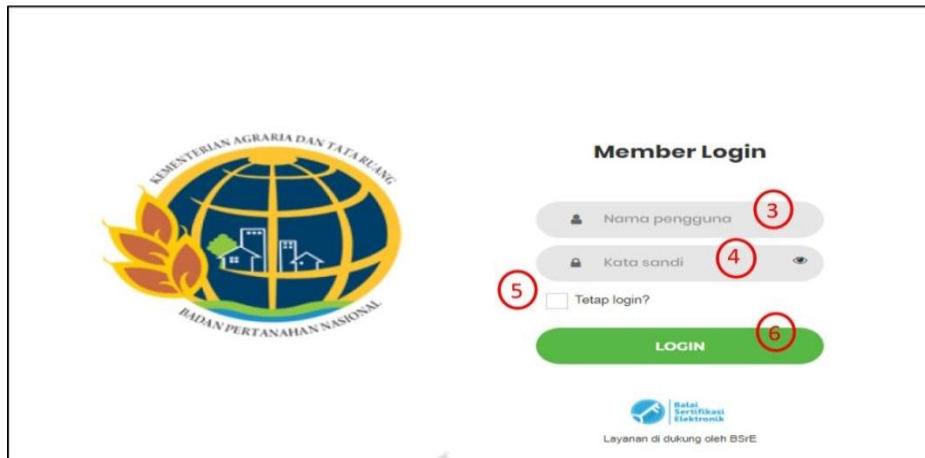 KEMENTERIAN AGRARIA DAN TATA RUANG
BADAN PERTANAHAN NASIONAL
Member Login
Nama pengguna 3
Kata sandi 4
5 Tetap login?
LOGIN 6
Balai
Sertifikasi
Elektronik
Layanan di dukung oleh BSrE